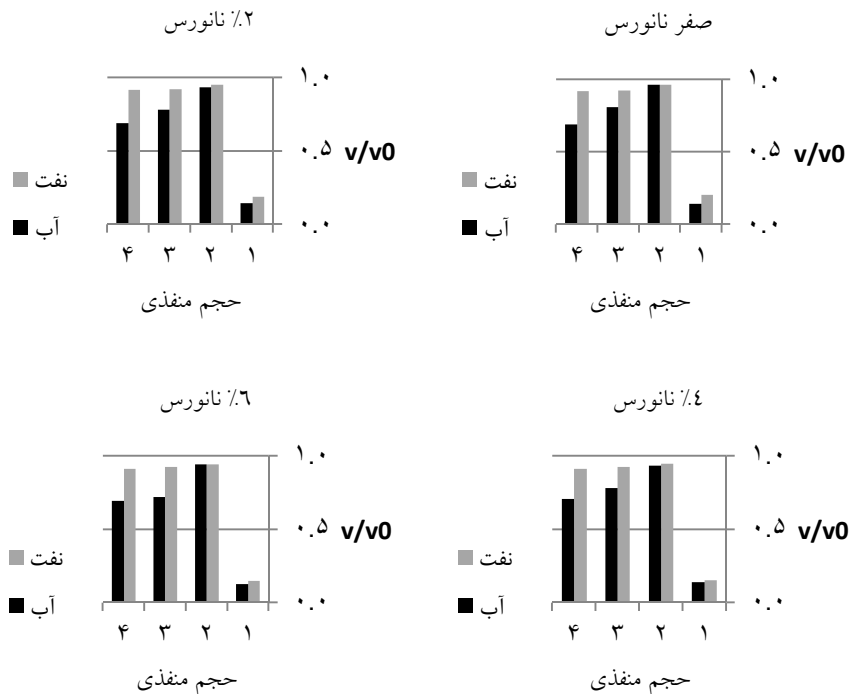 صفر نانورس
۱.۰
۰.۵
۰.۰
v/v0
۱ ۲ ۳ ۴
حجم منفذی
نفت
آب
۲٪ نانورس
۱.۰
۰.۵
۰.۰
v/v0
۱ ۲ ۳ ۴
حجم منفذی
نفت
آب
٤٪ نانورس
۱.۰
۰.۵
۰.۰
v/v0
۱ ۲ ۳ ۴
حجم منفذی
نفت
آب
٦٪ نانورس
۱.۰
۰.۵
۰.۰
v/v0
۱ ۲ ۳ ۴
حجم منفذی
نفت
آب